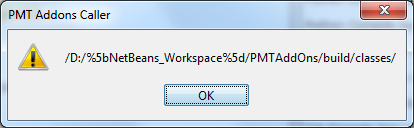 PMT Addons Caller
/D:/%5bNetBeans_Workspace%5d/PMTAddOns/build/classes/
OK